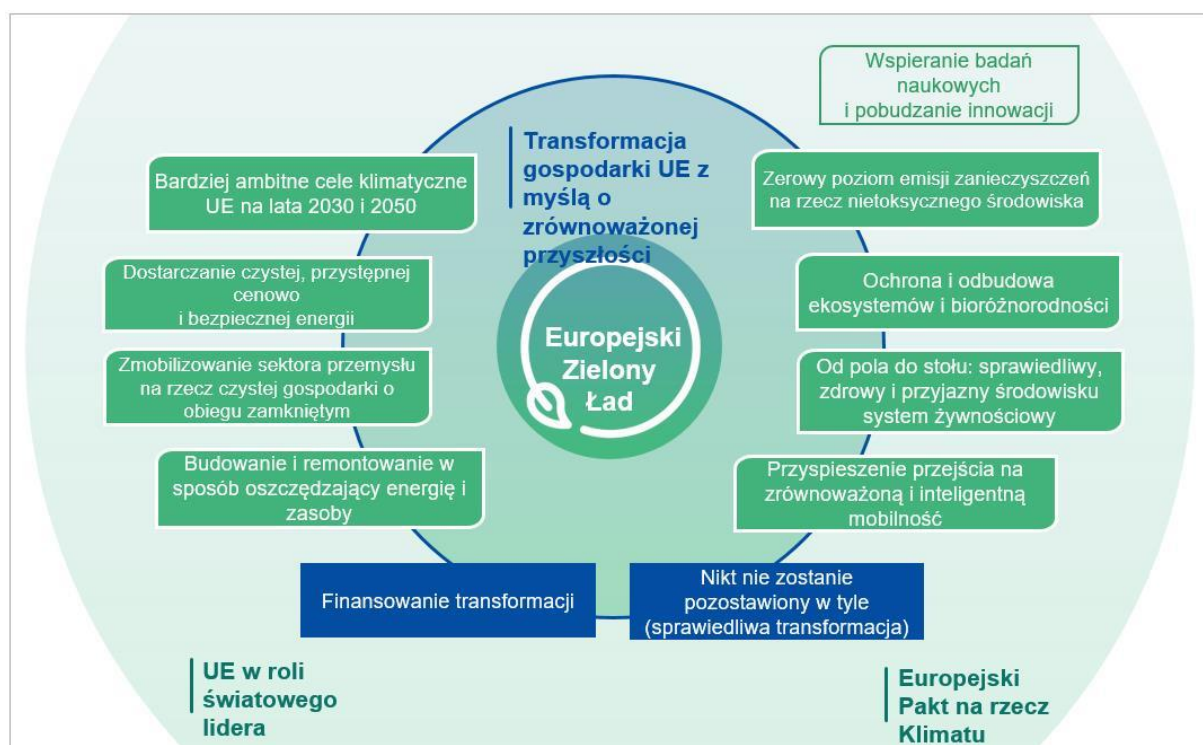 Wspieranie badań
naukowych
i pobudzanie innowacji
Transformacja
gospodarki UE z
myślą o
zrównoważonej
przyszłości
Bardziej ambitne cele klimatyczne
UE na lata 2030 i 2050
Zerowy poziom emisji zanieczyszczeń
na rzecz nietoksycznego środowiska
Dostarczanie czystej, przystępnej
cenowo
i bezpiecznej energii
Ochrona i odbudowa
ekosystemów i bioróżnorodności
Europejski
Zielony
Ład
Zmobilizowanie sektora przemysłu
na rzecz czystej gospodarki o
obiegu zamkniętym
Od pola do stołu: sprawiedliwy,
zdrowy i przyjazny środowisku
system żywnościowy
Budowanie i remontowanie w
sposób oszczędzający energię i
zasoby
Przyspieszenie przejścia na
zrównoważoną i inteligentną
mobilność
Finansowanie transformacji
Nikt nie zostanie
pozostawiony w tyle
(sprawiedliwa transformacja)
UE w roli
światowego
lidera
Europejski
Pakt na rzecz
Klimatu